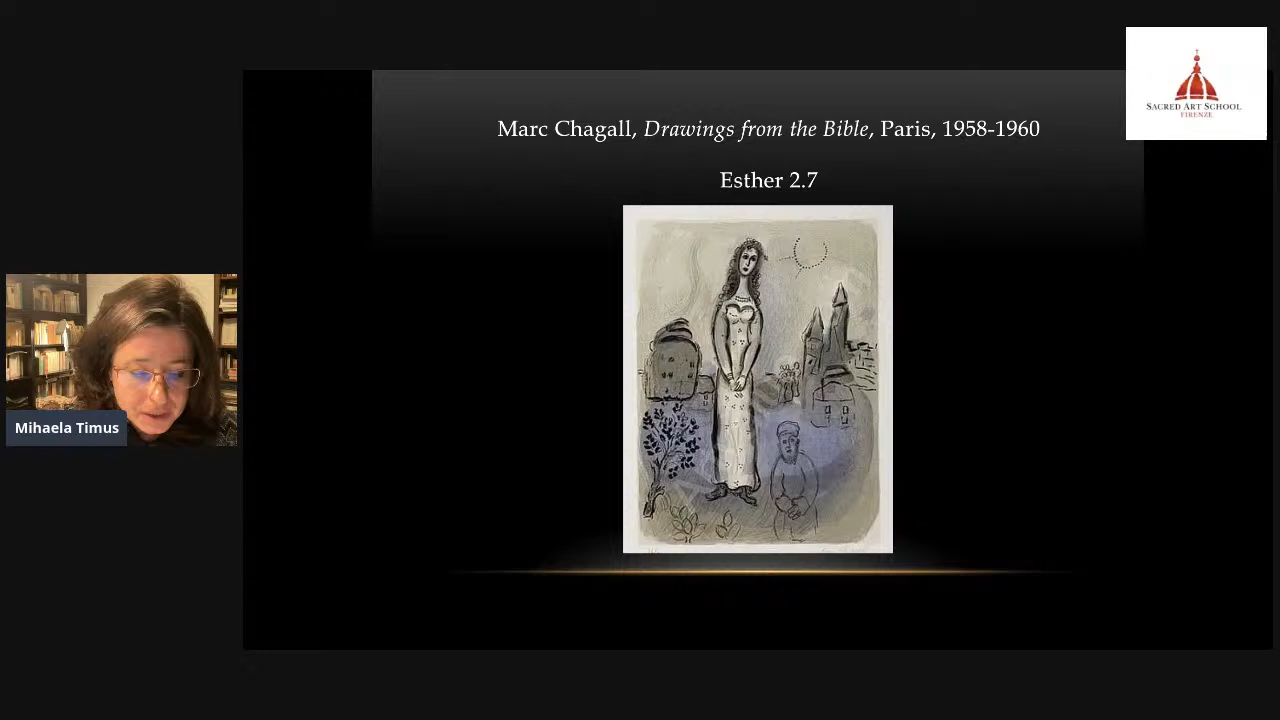 Marc Chagall, Drawings from the Bible, Paris, 1958-1960
Esther 2.7
SACRED ART SCHOOL
FIRENZE
Mihaela Timus